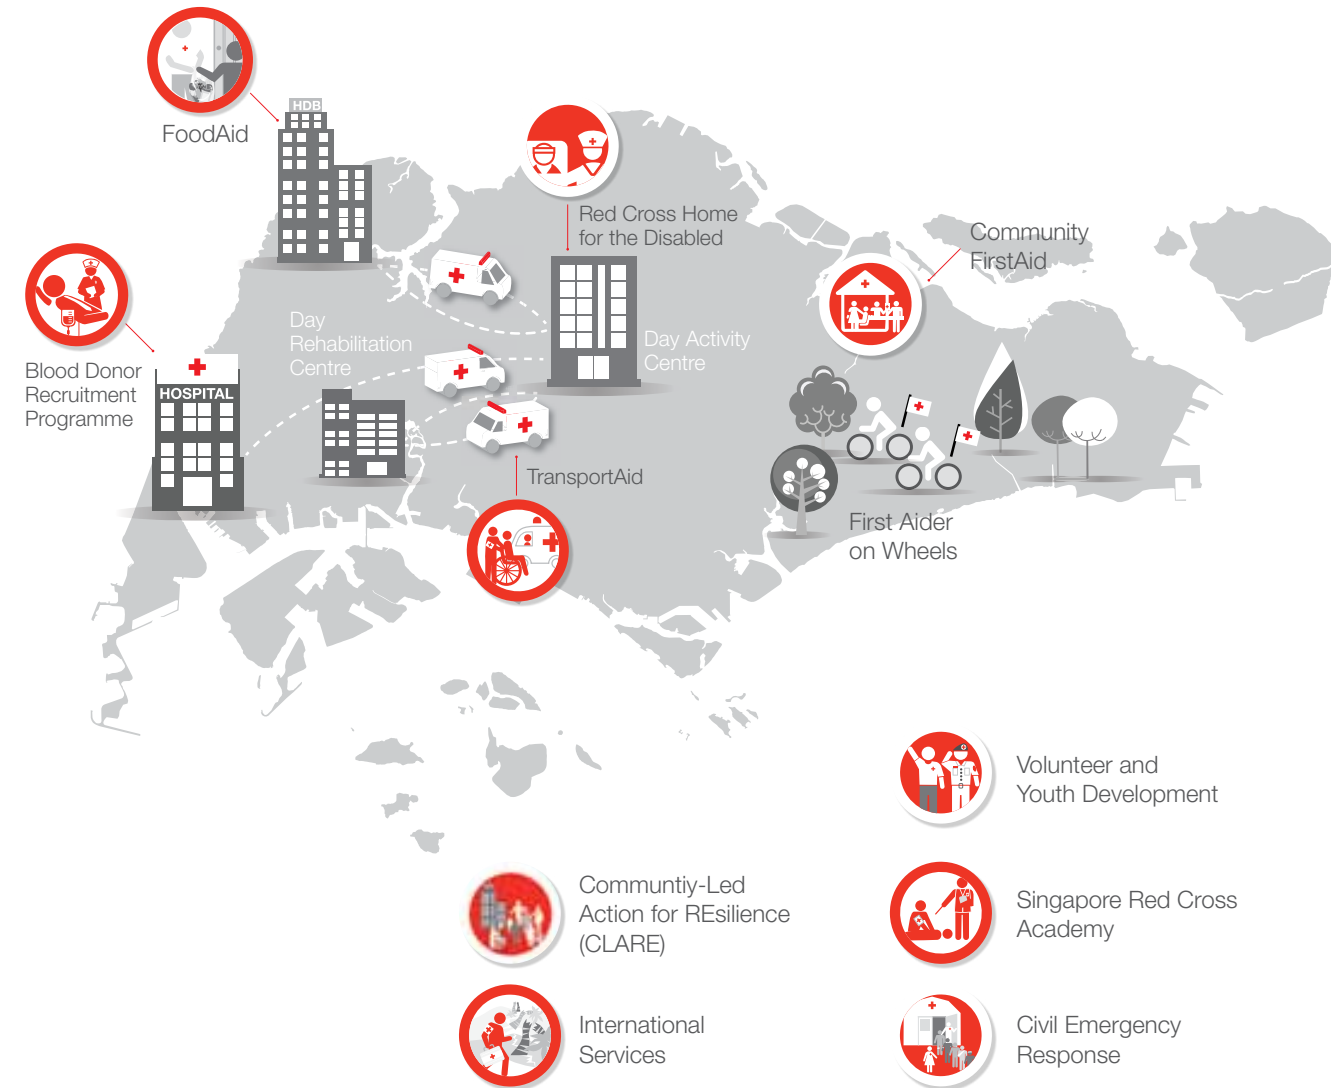 HDB
FoodAid
Red Cross Home
for the Disabled
Community
FirstAid
Day
Rehabilitation
Centre
Day Activity
Centre
Blood Donor
Recruitment
Programme
HOSPITAL
TransportAid
First Aider
on Wheels
Volunteer and
Youth Development
Communtiy-Led
Action for REsilience
(CLARE)
Singapore Red Cross
Academy
International
Services
Civil Emergency
Response